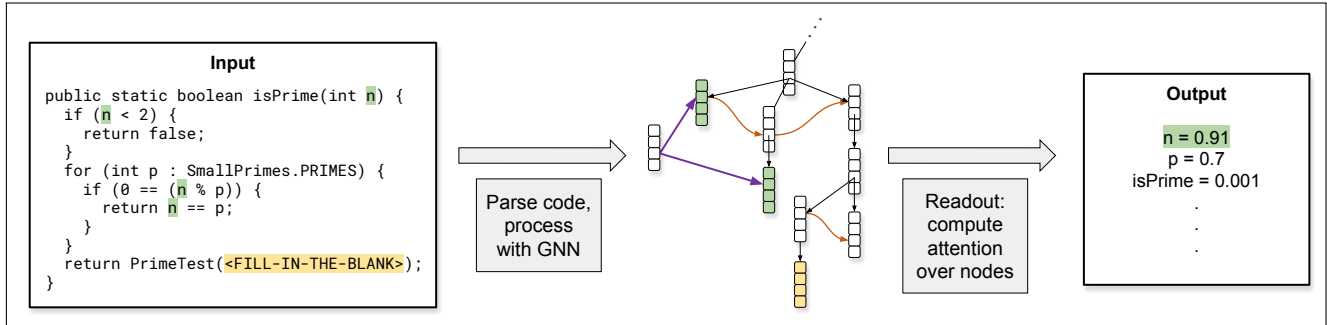 Input
public static boolean isPrime(int n) {
if (n < 2) {
return false;
}
for (int p : SmallPrimes.PRIMES) {
if (0 == (n % p)) {
return n == p;
}
}
return PrimeTest(<FILL-IN-THE-BLANK>);
}
Parse code,
process
with GNN
Readout:
compute
attention
over nodes
Output
n = 0.91
p = 0.7
isPrime = 0.001
.
.
.